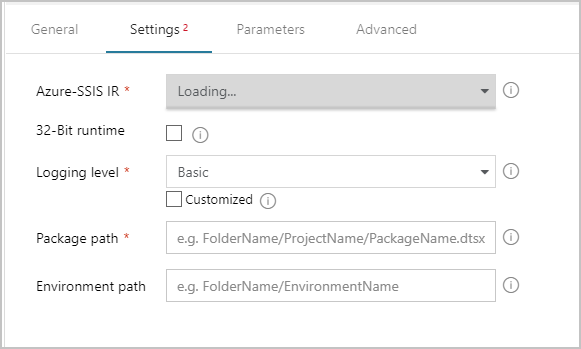 General Settings 2 Parameters Advanced
Azure-SSIS IR * Loading...
32-Bit runtime
Logging level * Basic
Customized
Package path * e.g. FolderName/ProjectName/PackageName.dtsx
Environment path e.g. FolderName/EnvironmentName